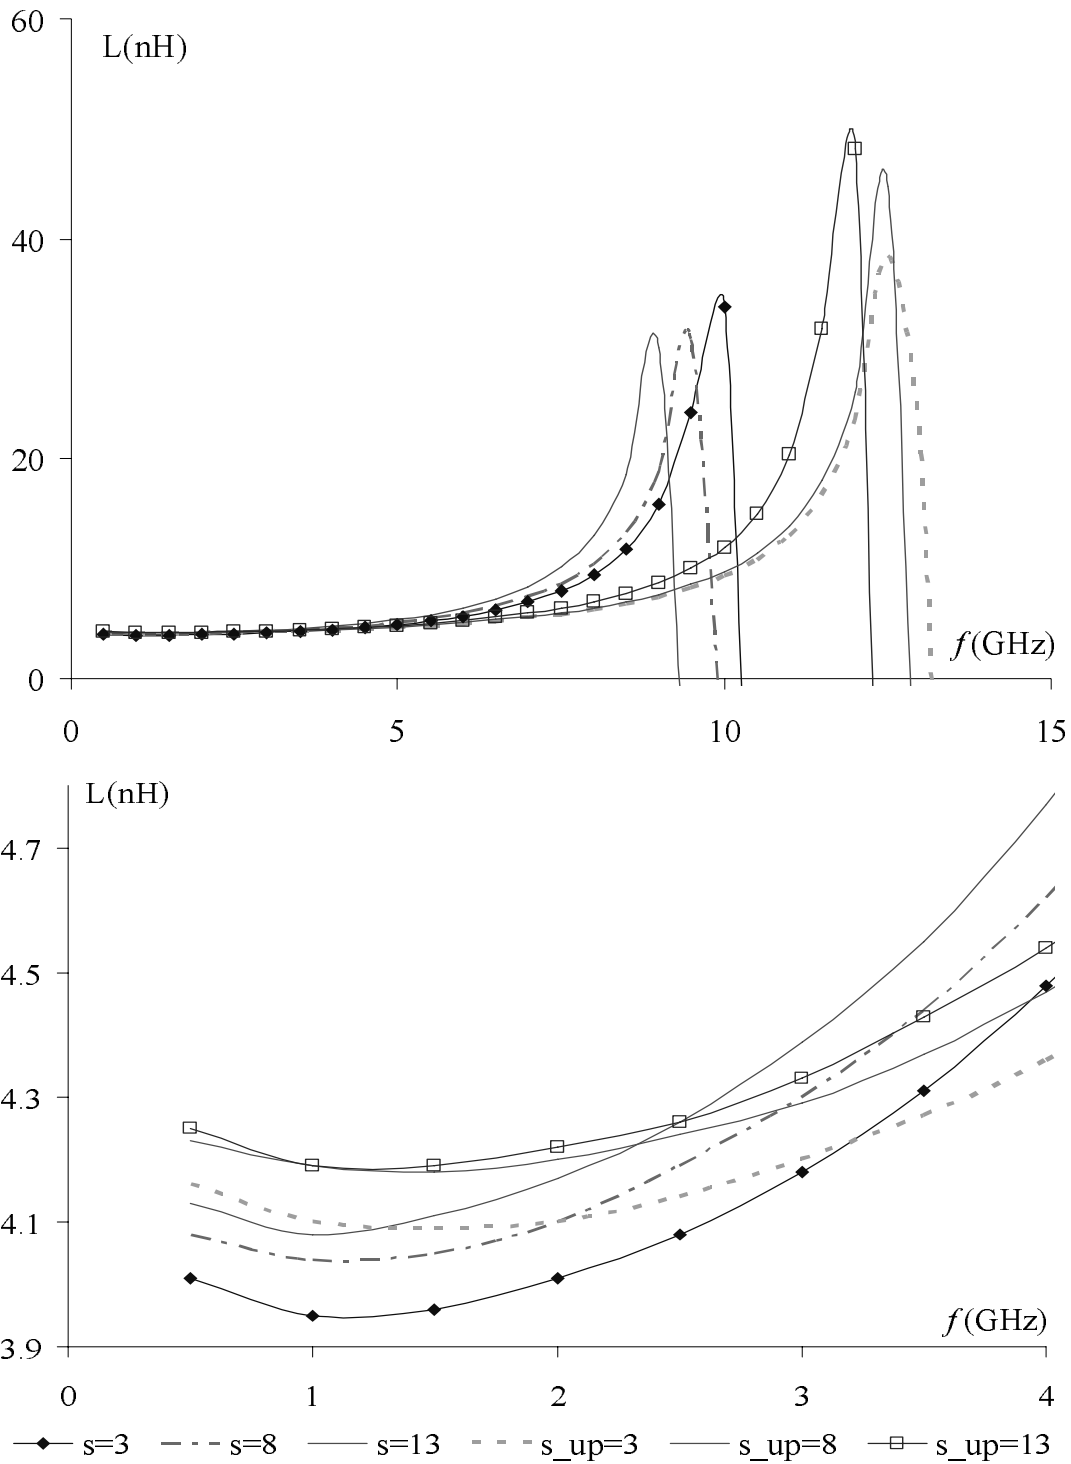 60
L(nH)
40
20
f(GHz)
0
0 5 10 15
L(nH)
4.7
4.5
4.3
4.1
f(GHz)
3.9
0 1 2 3 4
s=3 s=8 s=13 s_up=3 s_up=8 s_up=13